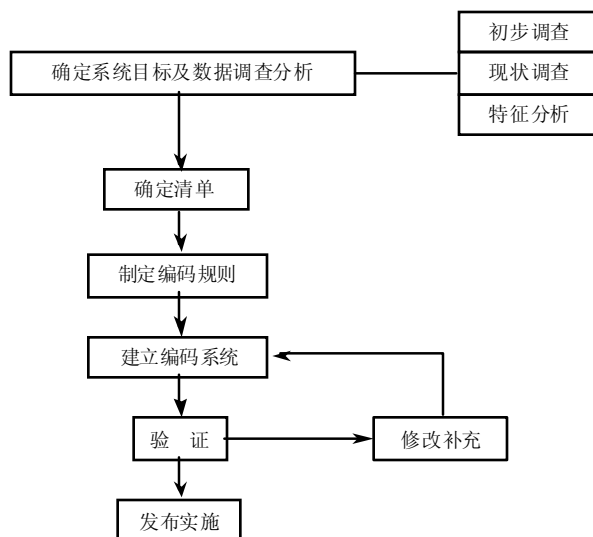 初步调查
确定系统目标及数据调查分析
现状调查
特征分析
确定清单
制定编码规则
建立编码系统
验 证
修改补充
发布实施